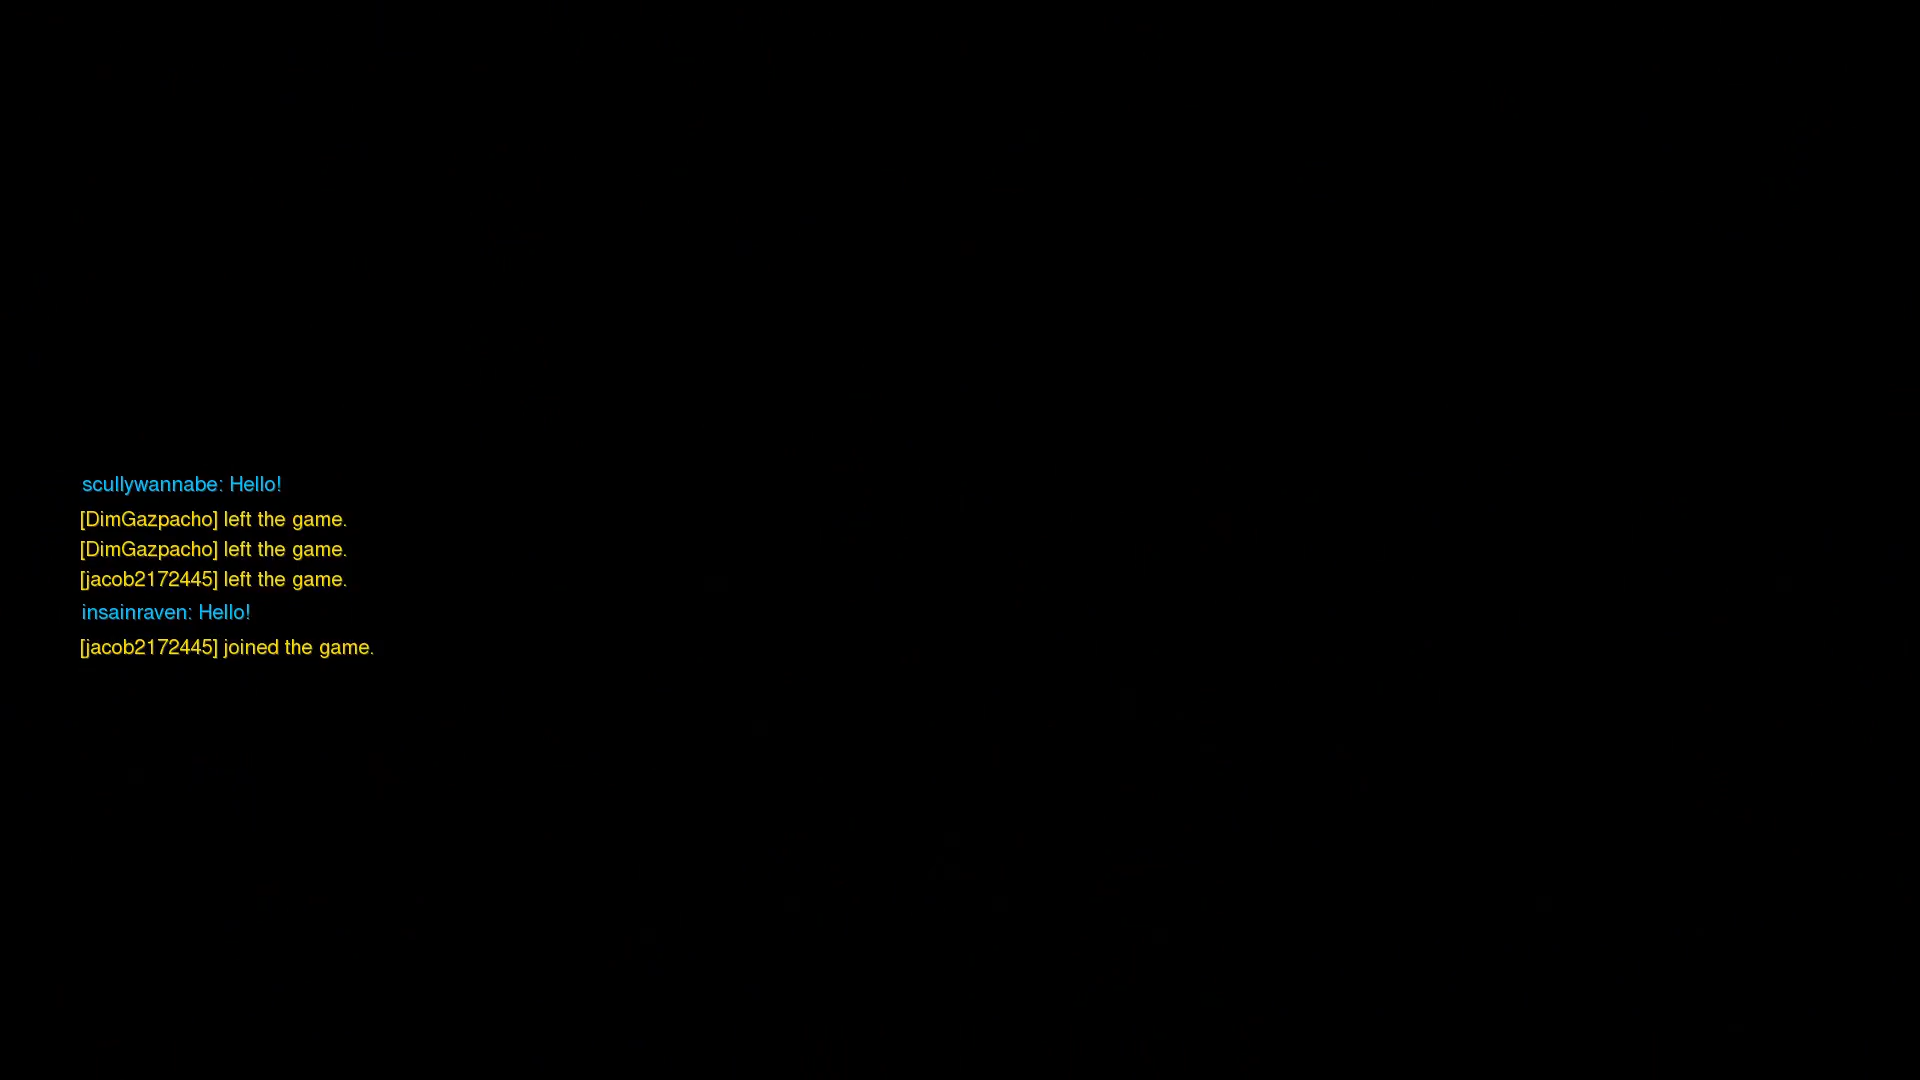 scullywannabe: Hello!
[DimGazpacho] left the game.
[DimGazpacho] left the game.
[jacob2172445] left the game.
insainraven: Hello!
[jacob2172445] joined the game.